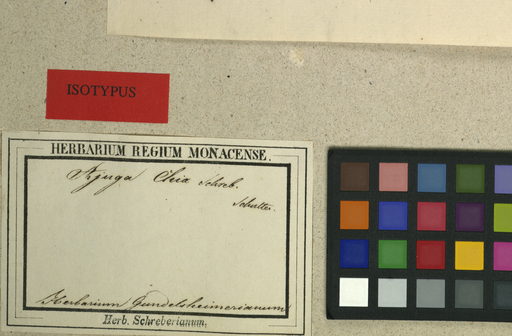 ISOTYPUS
HERBARIUM REGIUM MONACENSE.
Ajuga Chia Schreb.
Schultes.
Herbarium Gundelsheimerianum
Herb. Schreberianum.